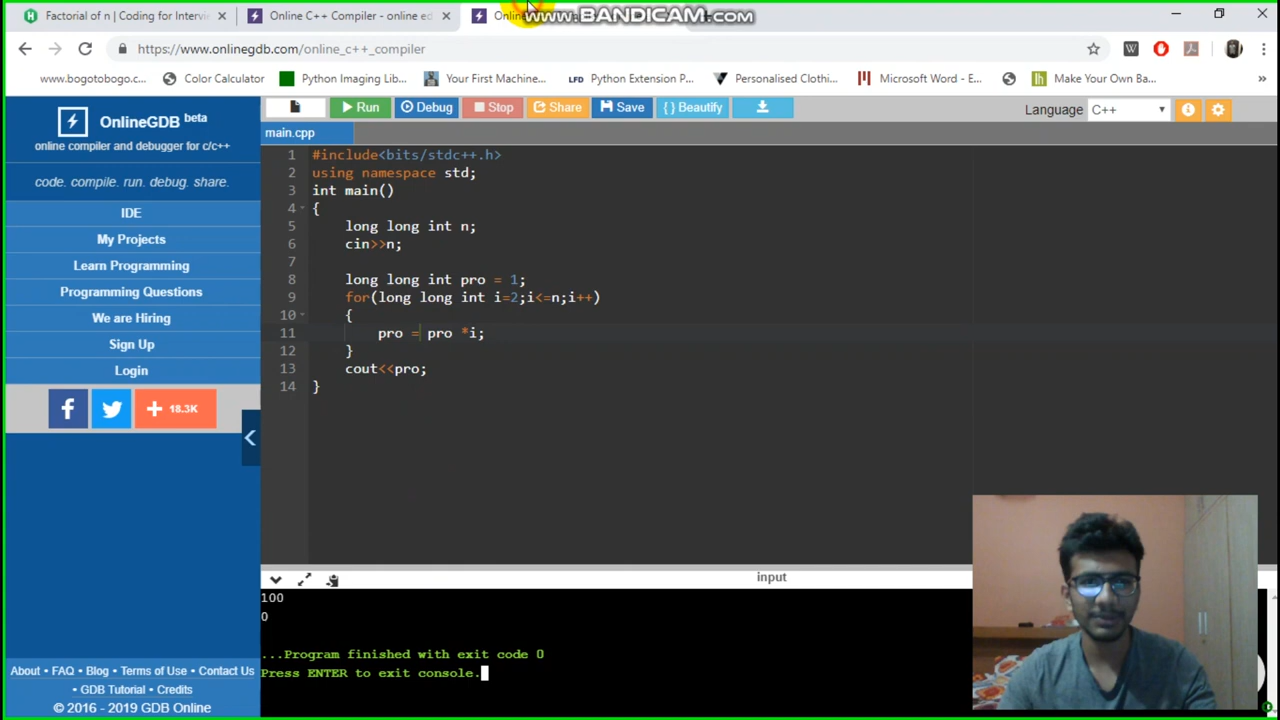 Factorial of n | Coding for Intervi
Online C++ Compiler - online ed
Onlin
www.BANDICAM.com
https://www.onlinegdb.com/online_c++_compiler
www.bogotobogo.c...
Color Calculator
Python Imaging Lib...
Your First Machine...
LFD Python Extension P...
Personalised Clothi...
Microsoft Word - E...
Make Your Own Ba...
»
OnlineGDB beta
online compiler and debugger for c/c++
code. compile. run. debug. share.
IDE
My Projects
Learn Programming
Programming Questions
We are Hiring
Sign Up
Login
f
+ 18.3K
About • FAQ • Blog • Terms of Use • Contact Us
• GDB Tutorial • Credits
© 2016 - 2019 GDB Online
Run Debug Stop Share Save { } Beautify
Language C++
main.cpp
1 #include<bits/stdc++.h>
2 using namespace std;
3 int main()
4 {
5 long long int n;
6 cin>>n;
7
8 long long int pro = 1;
9 for(long long int i=2;i<=n;i++)
10 {
11 pro = pro *i;
12 }
13 cout<<pro;
14 }
input
100
0
...Program finished with exit code 0
Press ENTER to exit console.